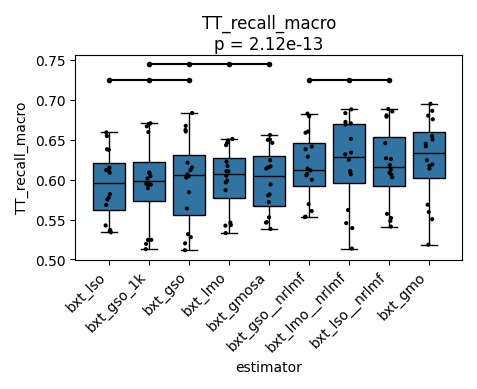 TT_recall_macro
p = 2.12e-13
0.75
0.70
0.65
0.60
0.55
0.50
TT_recall_macro
bxt_lso
bxt_gso_1k
bxt_gso
bxt_lmo
bxt_gmosa
bxt_gso__nrlmf
bxt_lmo__nrlmf
bxt_lso__nrlmf
bxt_gmo
estimator